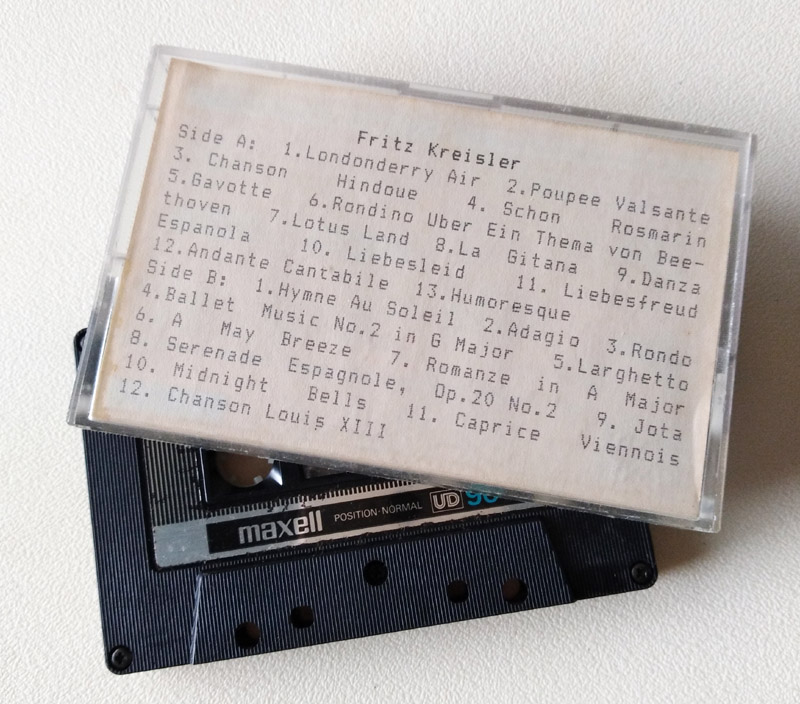 Fritz Kreisler
Side A: 1.Londonderry Air 2.Poupee Valsante
3. Chanson Hindoue 4. Schon Rosmarin
5.Gavotte 6.Rondino Uber Ein Thema von Bee-
thoven 7.Lotus Land 8.La Gitana 9.Danza
Espanola 10. Liebesleid 11. Liebesfreud
12.Andante Cantabile 13.Humoresque
Side B: 1.Hymne Au Soleil 2.Adagio 3.Rondo
4.Ballet Music No.2 in G Major 5.Larghetto
6. A May Breeze 7. Romanze in A Major
8. Serenade Espagnole, Op.20 No.2 9. Jota
10. Midnight Bells 11. Caprice Viennois
12. Chanson Louis XIII
maxell POSITION·NORMAL UD 90